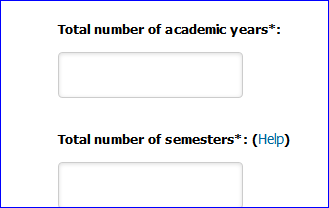 Total number of academic years*:
Total number of semesters*: (Help)